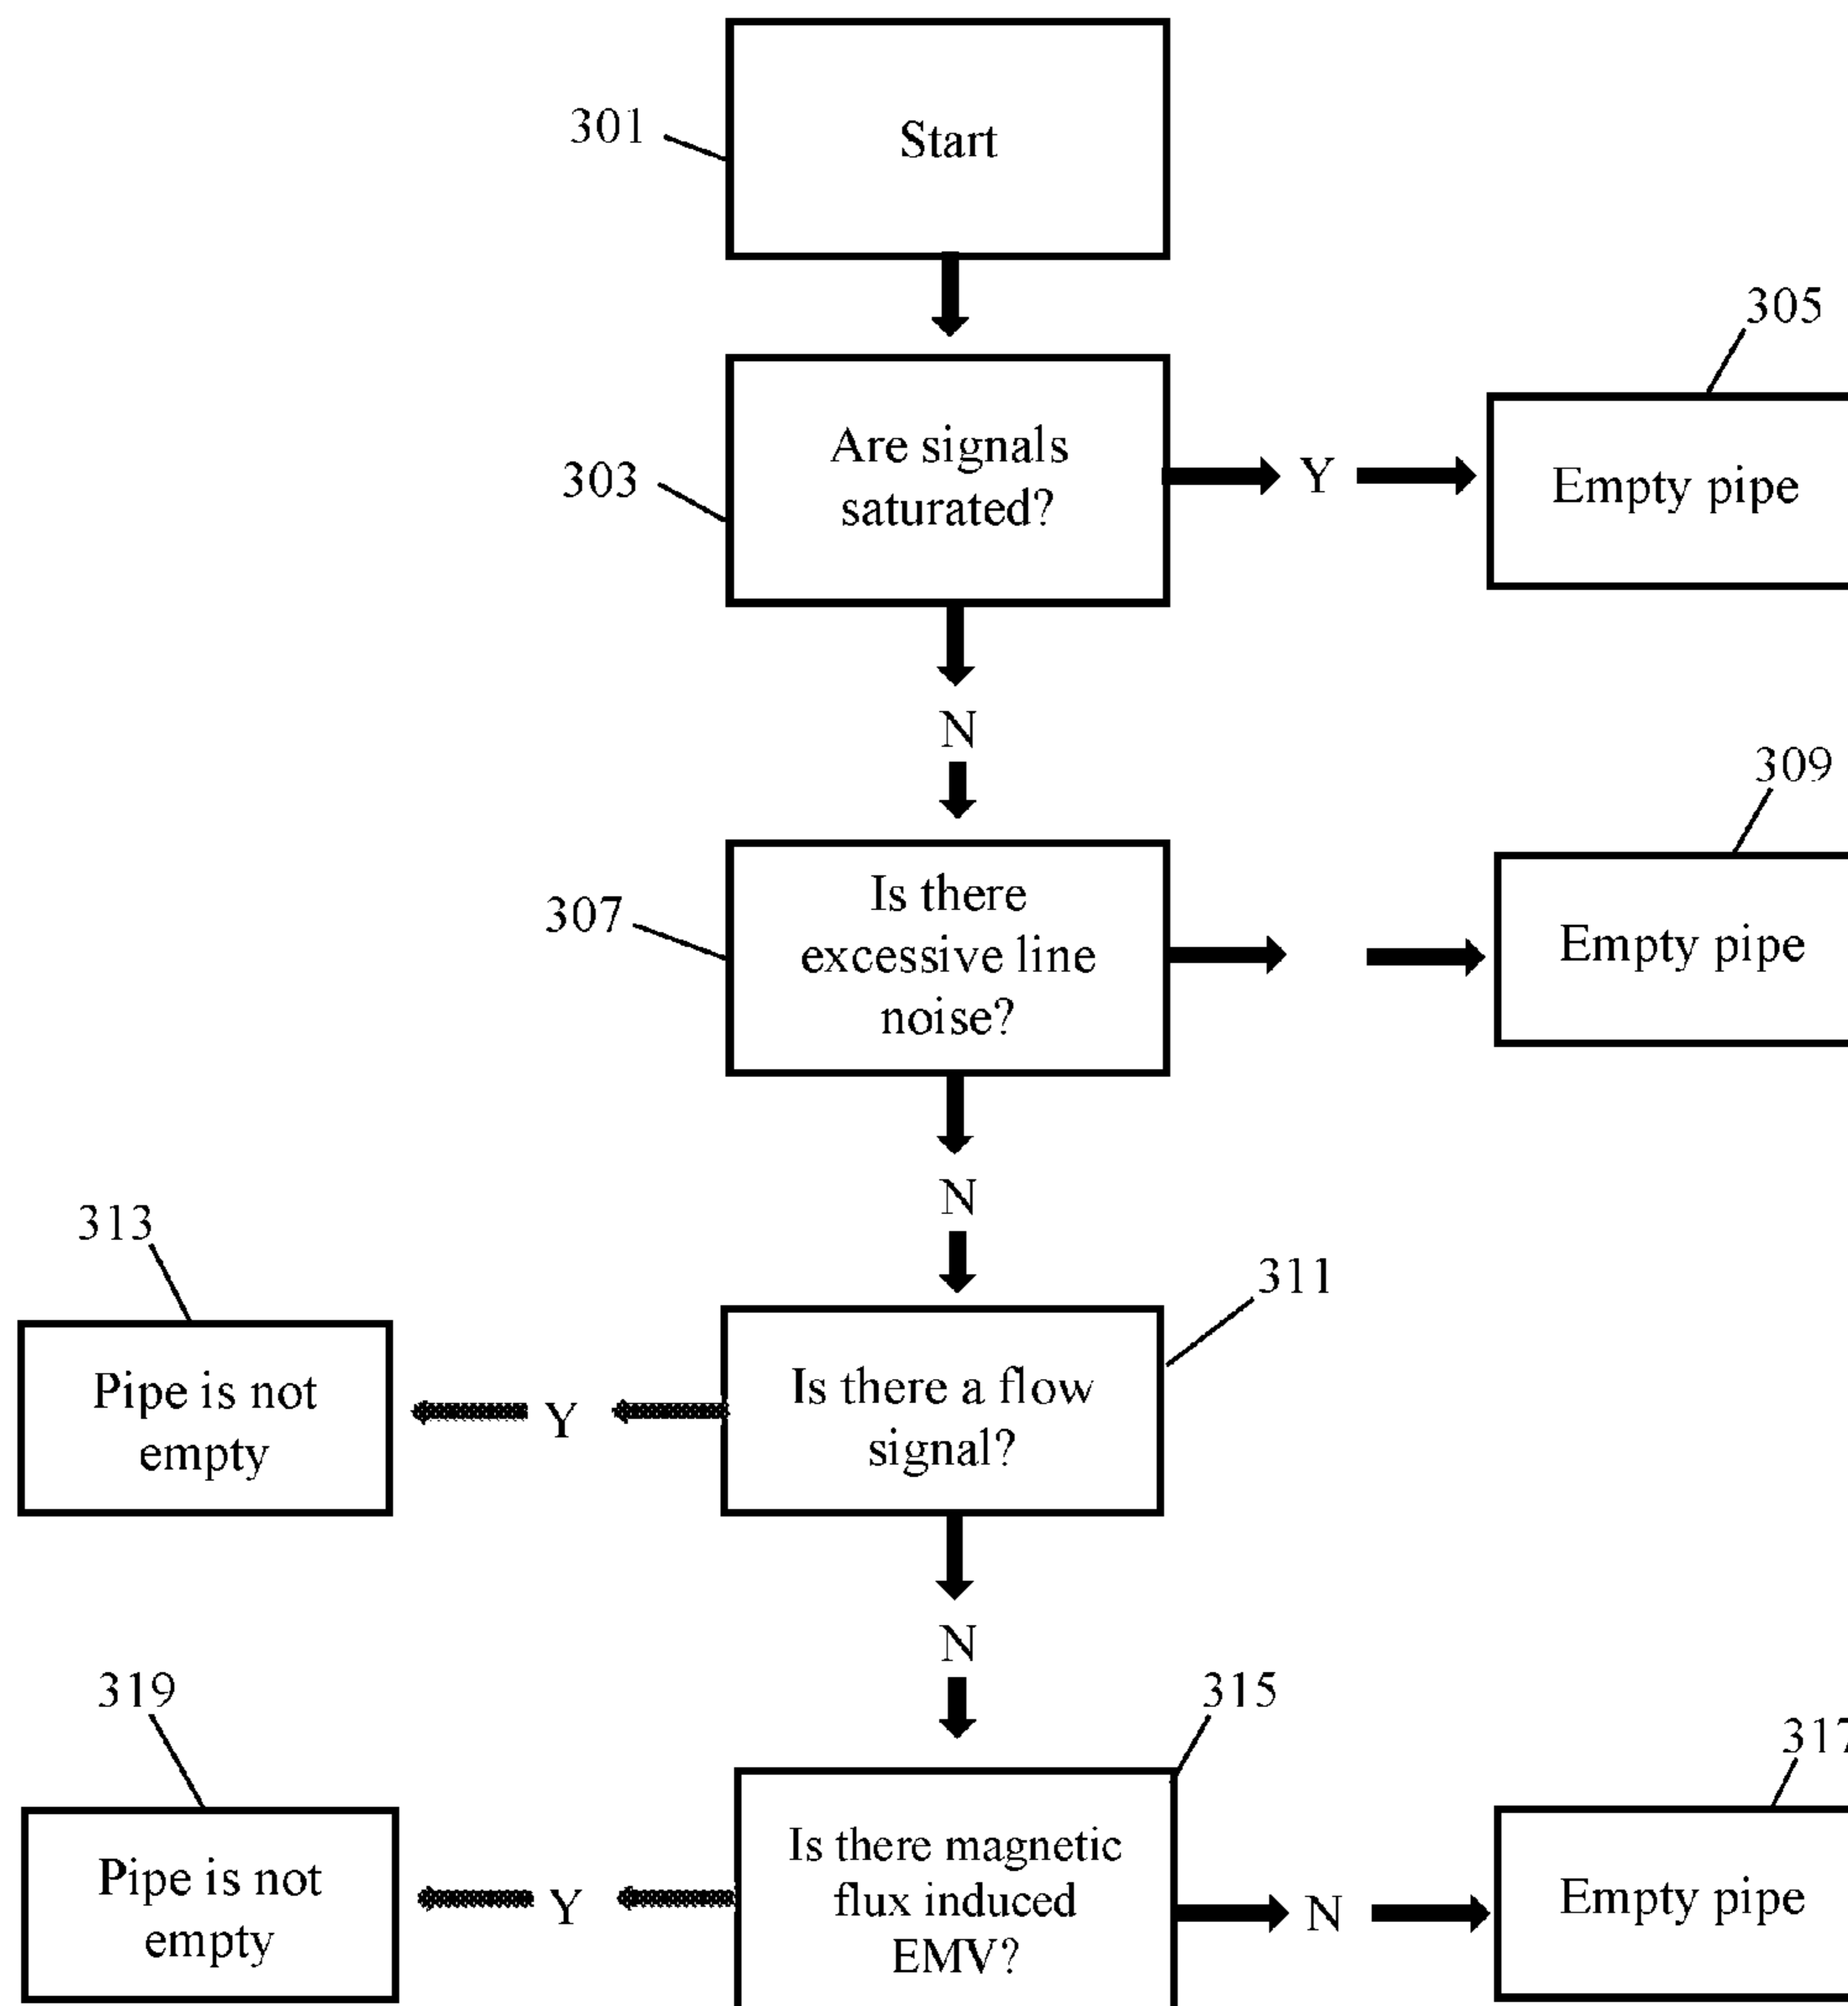 301
Start
305
303
Are signals
saturated?
Y
Empty pipe
N
309
307
Is there
excessive line
noise?
Empty pipe
N
313
311
Pipe is not
empty
Y
Is there a flow
signal?
N
319
315
317
Pipe is not
empty
Y
Is there magnetic
flux induced
EMV?
N
Empty pipe